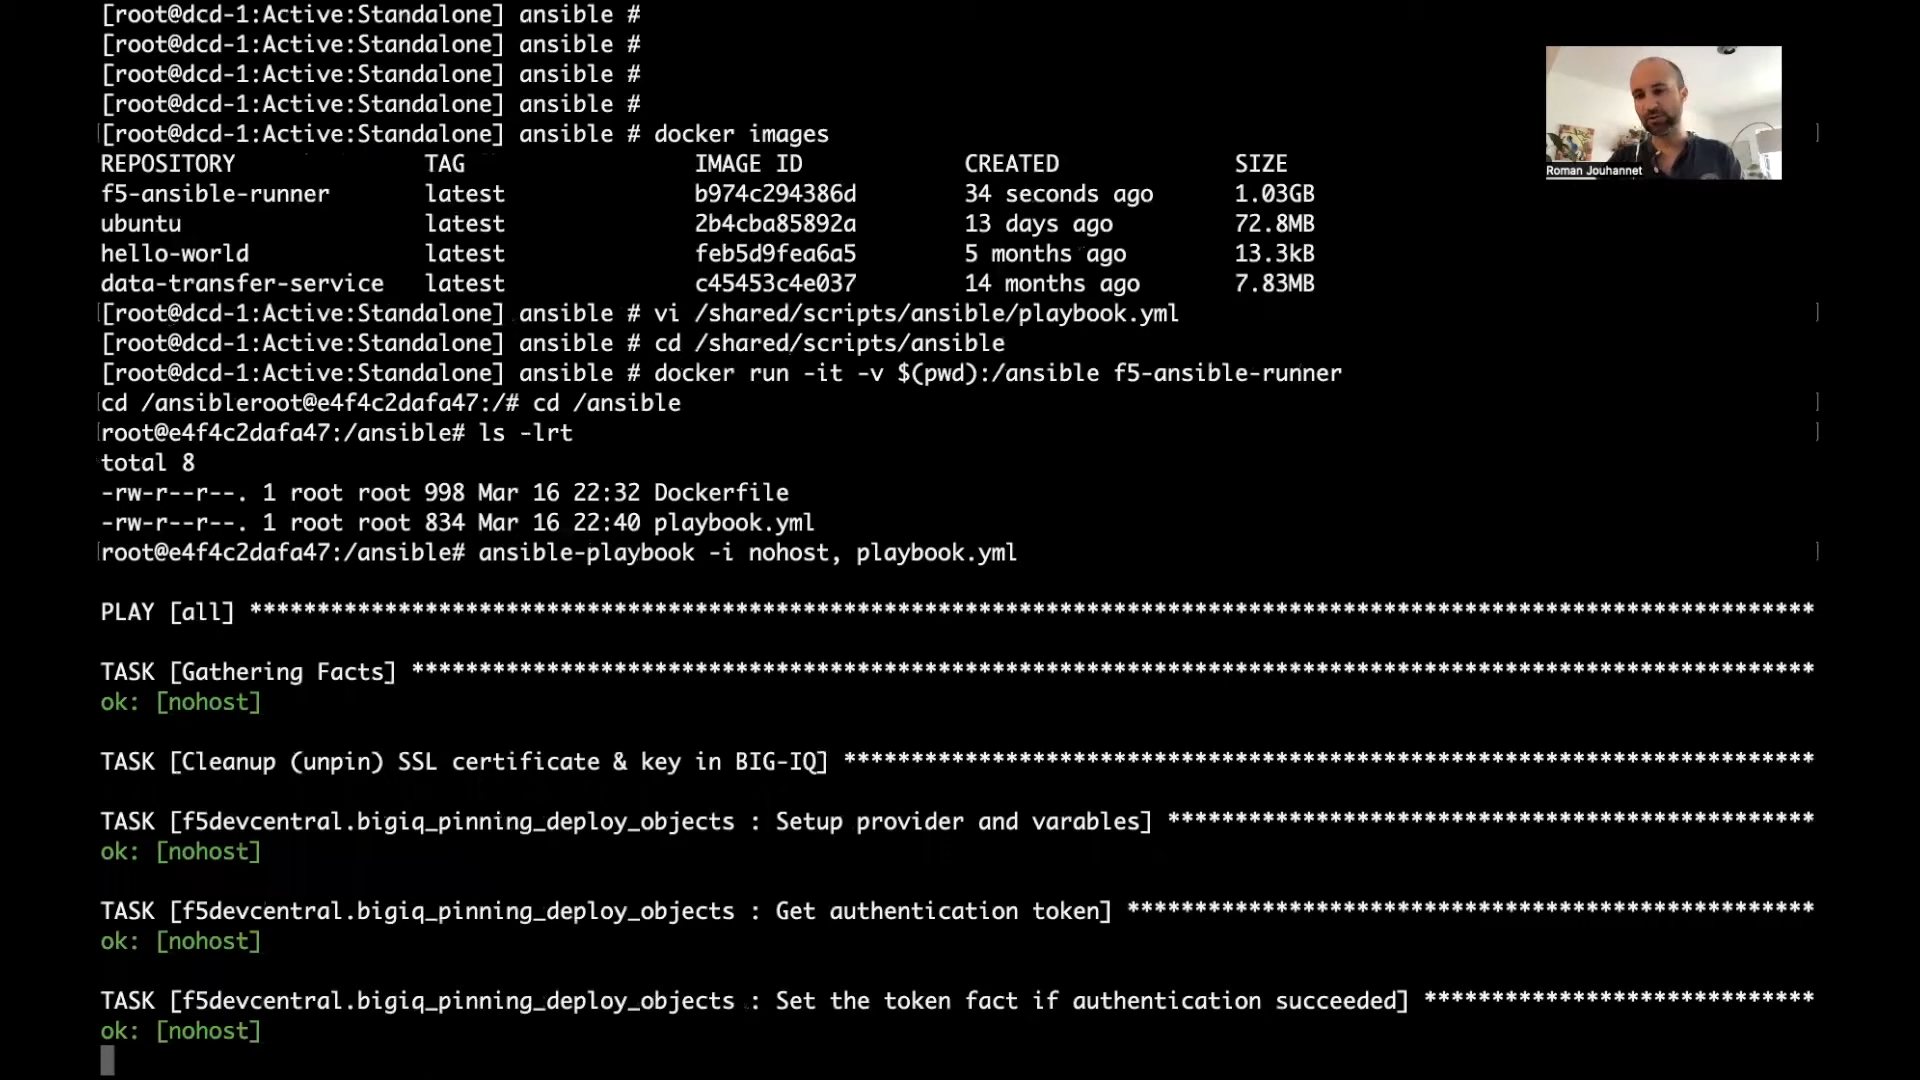 [root@dcd-1:Active:Standalone] ansible #
[root@dcd-1:Active:Standalone] ansible #
[root@dcd-1:Active:Standalone] ansible #
[root@dcd-1:Active:Standalone] ansible #
[root@dcd-1:Active:Standalone] ansible # docker images
REPOSITORY TAG IMAGE ID CREATED SIZE
f5-ansible-runner latest b974c294386d 34 seconds ago 1.03GB
ubuntu latest 2b4cba85892a 13 days ago 72.8MB
hello-world latest feb5d9fea6a5 5 months ago 13.3kB
data-transfer-service latest c45453c4e037 14 months ago 7.83MB
[root@dcd-1:Active:Standalone] ansible # vi /shared/scripts/ansible/playbook.yml
[root@dcd-1:Active:Standalone] ansible # cd /shared/scripts/ansible
[root@dcd-1:Active:Standalone] ansible # docker run -it -v $(pwd):/ansible f5-ansible-runner
cd /ansibleroot@e4f4c2dafa47:/# cd /ansible
root@e4f4c2dafa47:/ansible# ls -lrt
total 8
-rw-r--r--. 1 root root 998 Mar 16 22:32 Dockerfile
-rw-r--r--. 1 root root 834 Mar 16 22:40 playbook.yml
root@e4f4c2dafa47:/ansible# ansible-playbook -i nohost, playbook.yml
PLAY [all] ********************************************************************************************************************
TASK [Gathering Facts] ********************************************************************************************************
ok: [nohost]
TASK [Cleanup (unpin) SSL certificate & key in BIG-IQ] ************************************************************************
TASK [f5devcentral.bigiq_pinning_deploy_objects : Setup provider and varables] ************************************************
ok: [nohost]
TASK [f5devcentral.bigiq_pinning_deploy_objects : Get authentication token] ***************************************************
ok: [nohost]
TASK [f5devcentral.bigiq_pinning_deploy_objects : Set the token fact if authentication succeeded] *****************************
ok: [nohost]
Roman Jouhannet